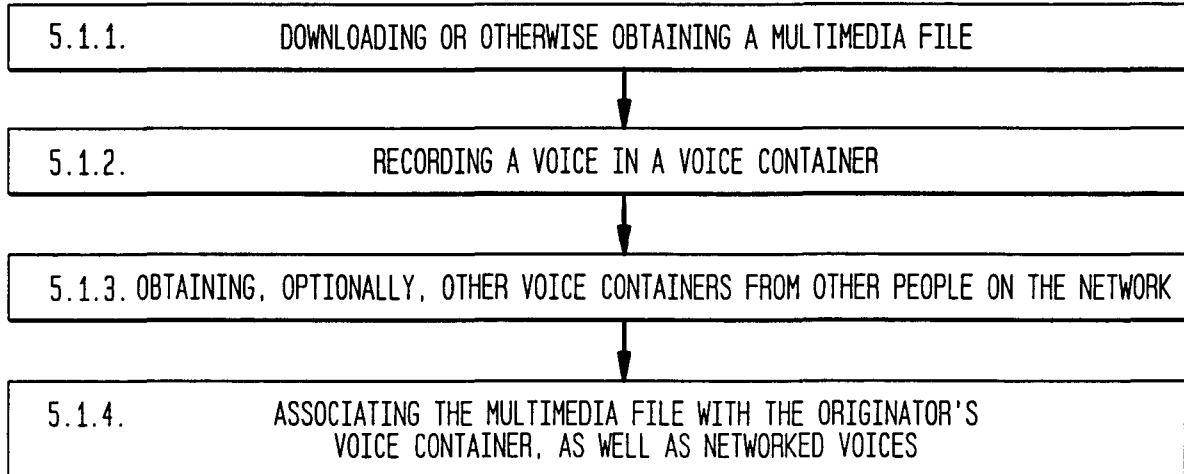 5.1.1. DOWNLOADING OR OTHERWISE OBTAINING A MULTIMEDIA FILE
5.1.2. RECORDING A VOICE IN A VOICE CONTAINER
5.1.3. OBTAINING, OPTIONALLY, OTHER VOICE CONTAINERS FROM OTHER PEOPLE ON THE NETWORK
5.1.4. ASSOCIATING THE MULTIMEDIA FILE WITH THE ORIGINATOR'S
VOICE CONTAINER, AS WELL AS NETWORKED VOICES